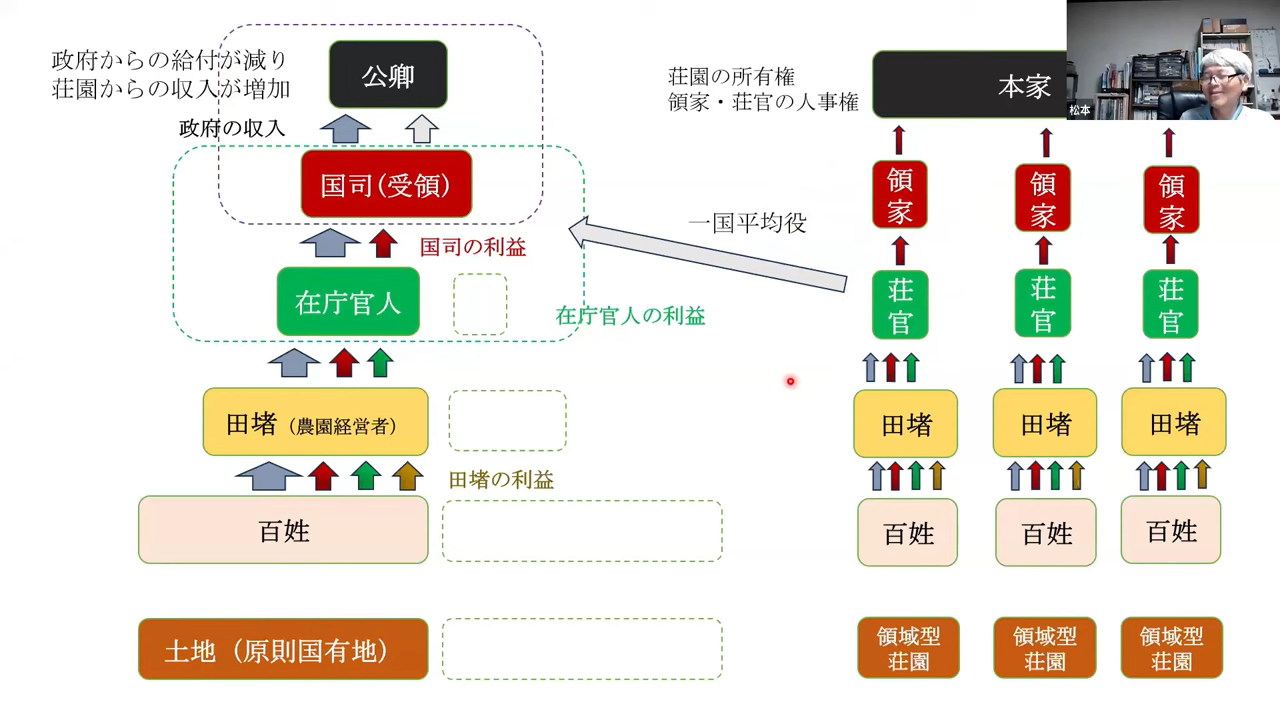 政府からの給付が減り
荘園からの収入が増加
公卿
政府の収入
国司(受領)
国司の利益
在庁官人
在庁官人の利益
田堵（農園経営者）
田堵の利益
百姓
土地（原則国有地）
一国平均役
荘園の所有権
領家・荘官の人事権
本家
松本
領
家
領
家
領
家
荘
官
荘
官
荘
官
田堵
田堵
田堵
百姓
百姓
百姓
領域型
荘園
領域型
荘園
領域型
荘園